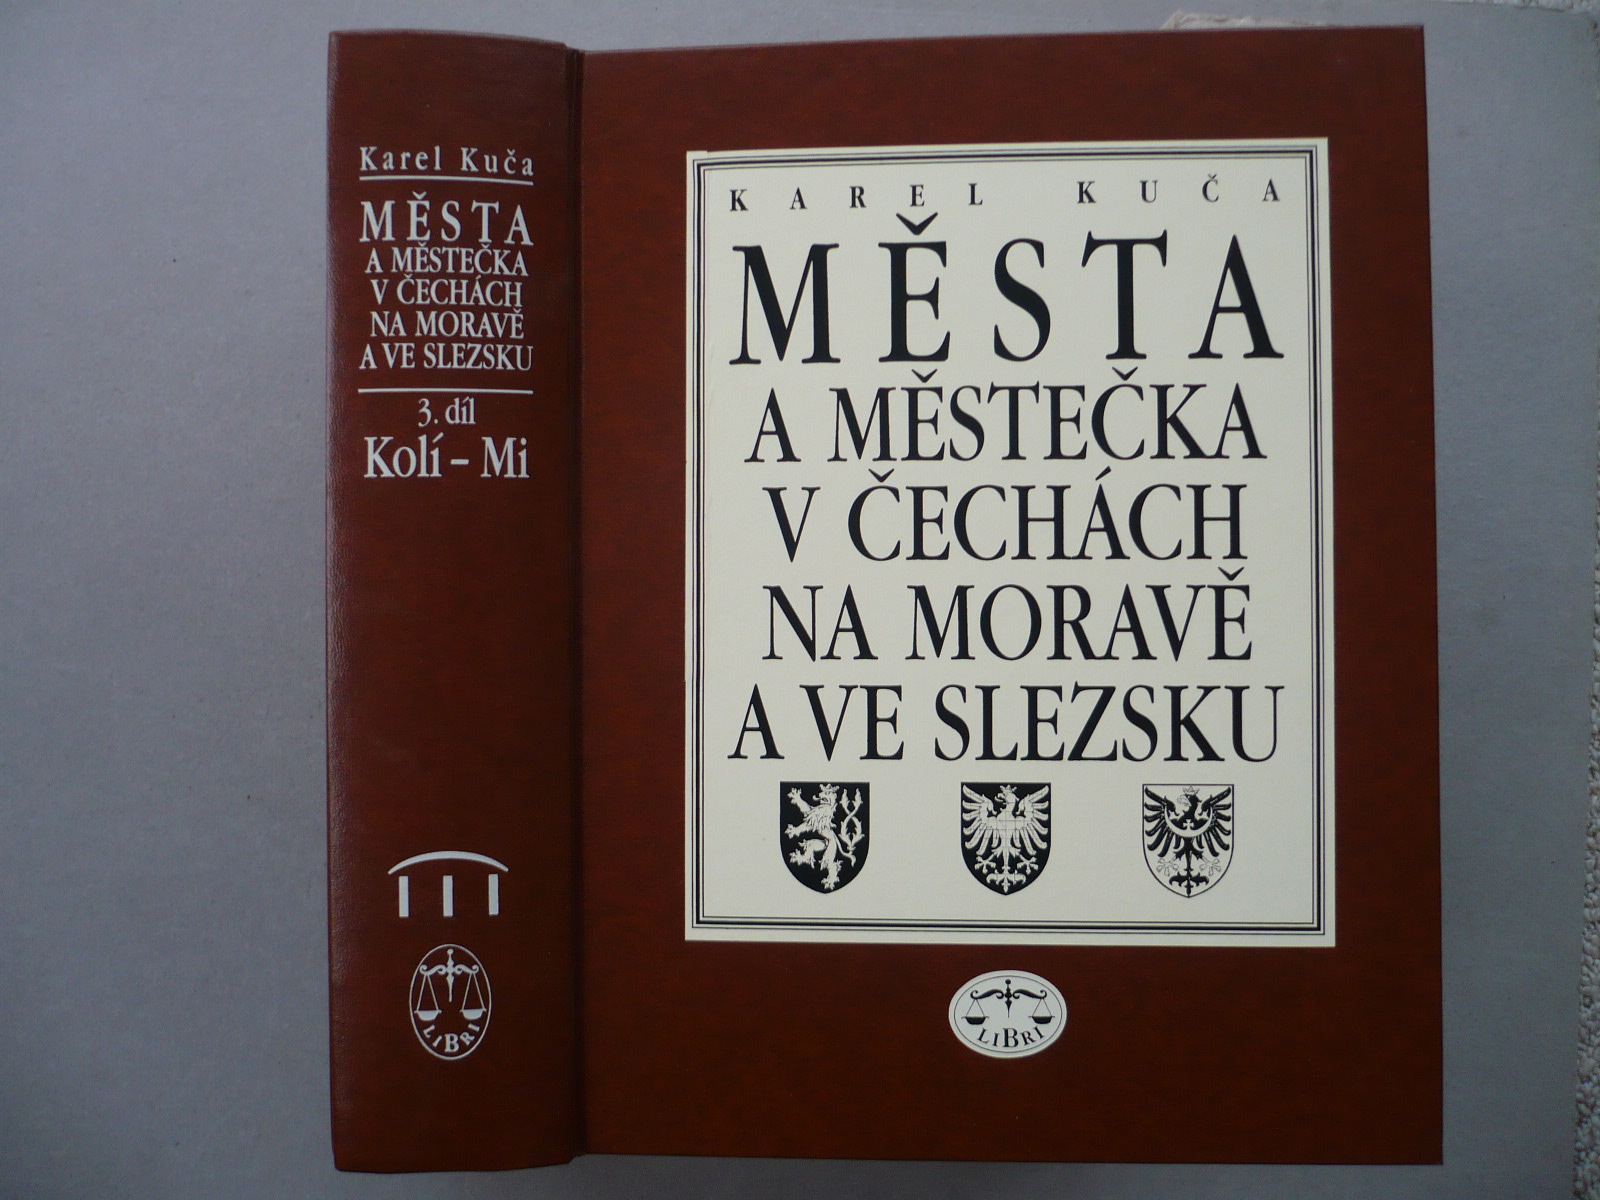 Karel Kuča
MĚSTA
A MĚSTEČKA
V ČECHÁCH
NA MORAVĚ
A VE SLEZSKU
3. díl
Kolí – Mi
III
LIBRI
KAREL KUČA
MĚSTA
A MĚSTEČKA
V ČECHÁCH
NA MORAVĚ
A VE SLEZSKU
LIBRI